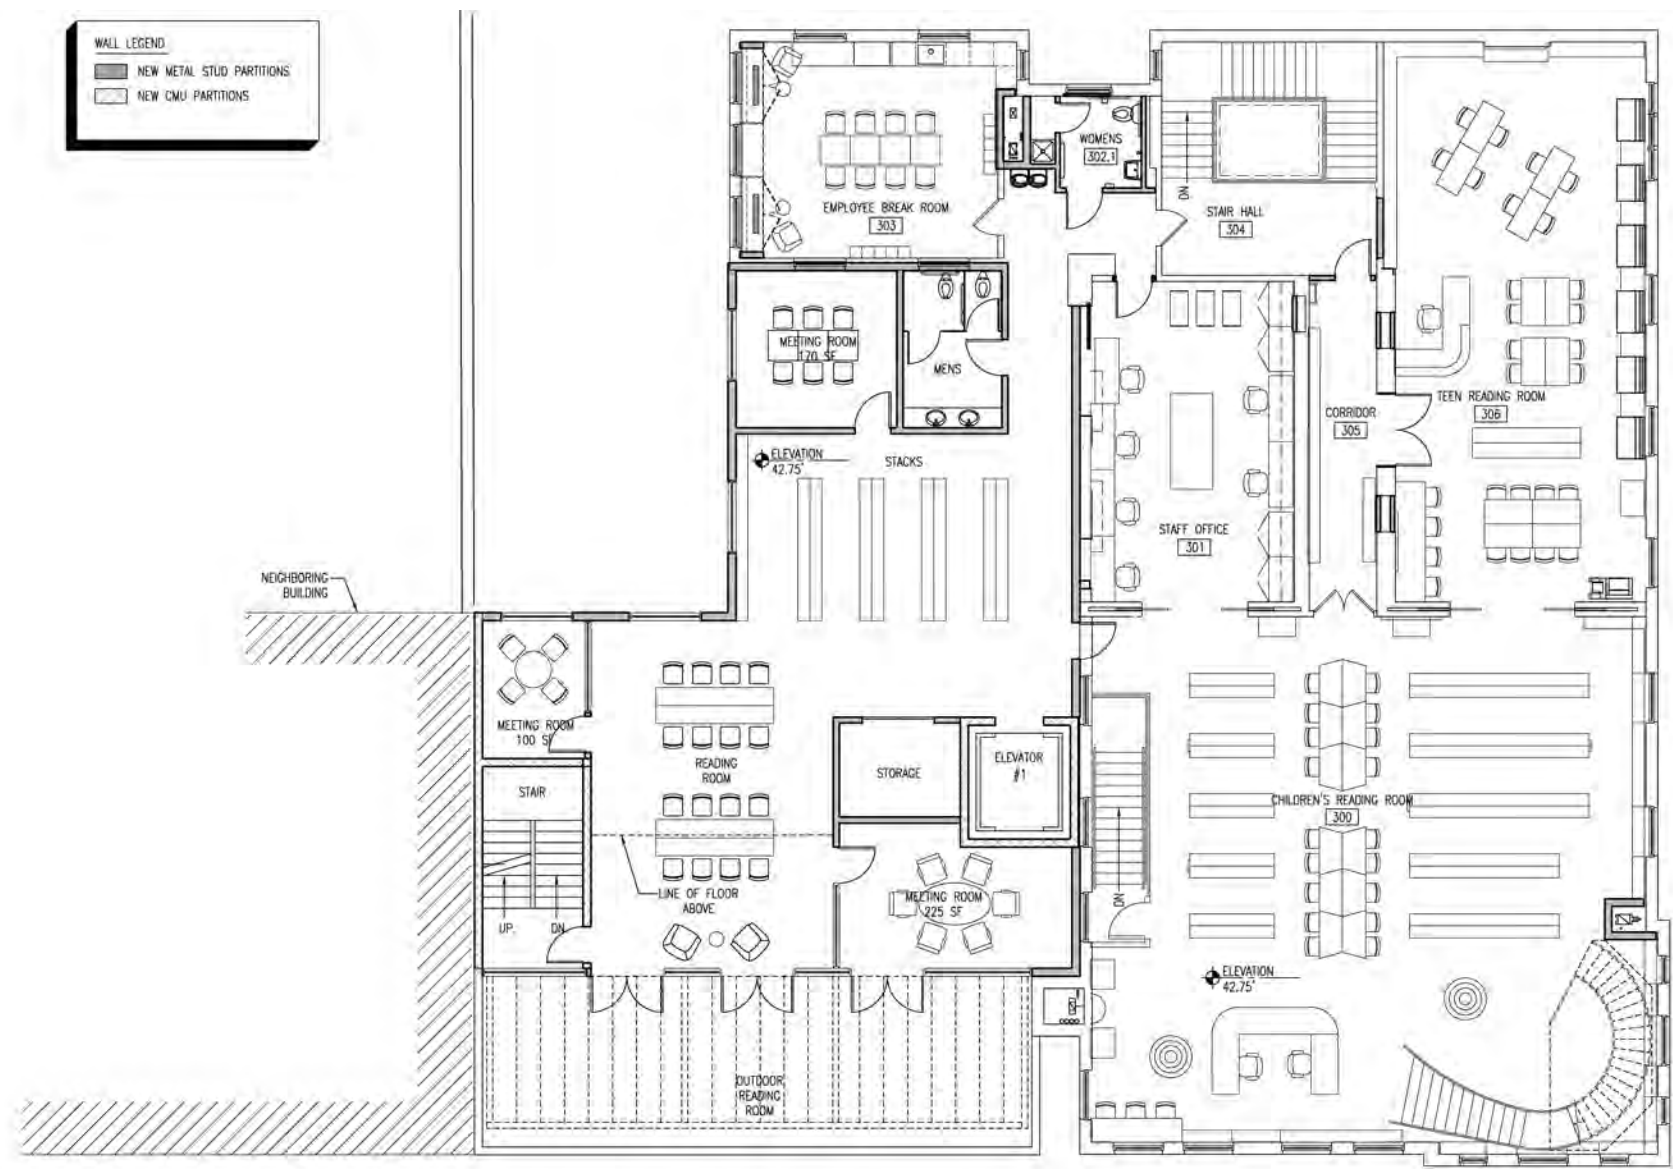 WALL LEGEND
NEW METAL STUD PARTITIONS
NEW CMU PARTITIONS
WOMENS
302.1
EMPLOYEE BREAK ROOM
303
DN
STAIR HALL
304
MEETING ROOM
170 SF
MENS
TEEN READING ROOM
306
CORRIDOR
305
ELEVATION
42.75'
STACKS
STAFF OFFICE
301
NEIGHBORING
BUILDING
MEETING ROOM
100 SF
READING
ROOM
STORAGE
ELEVATOR
#1
STAIR
CHILDREN'S READING ROOM
300
LINE OF FLOOR
ABOVE
MEETING ROOM
225 SF
DN
UP.
DN
ELEVATION
42.75'
OUTDOOR
READING
ROOM